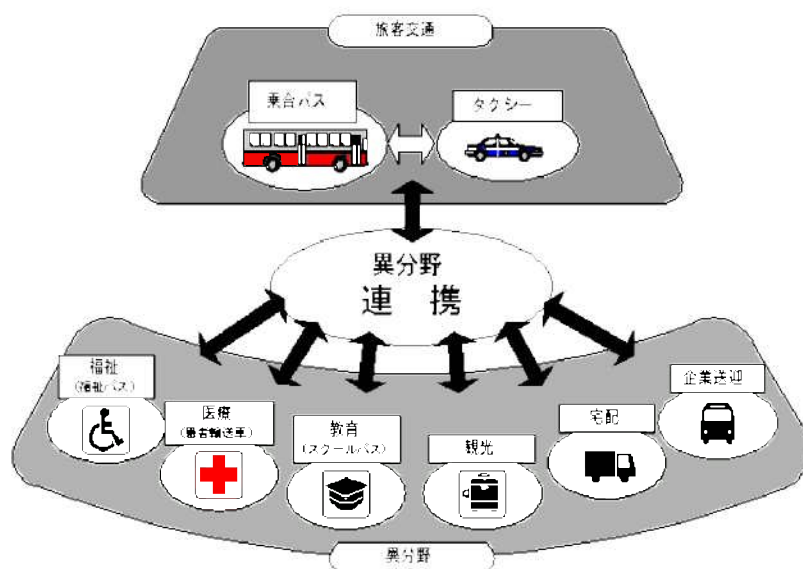 旅客交通
乗合バス
タクシー
異分野
連 携
福祉
(福祉バス)
医療
(患者輸送車)
教育
(スクールバス)
観光
宅配
企業送迎
異分野